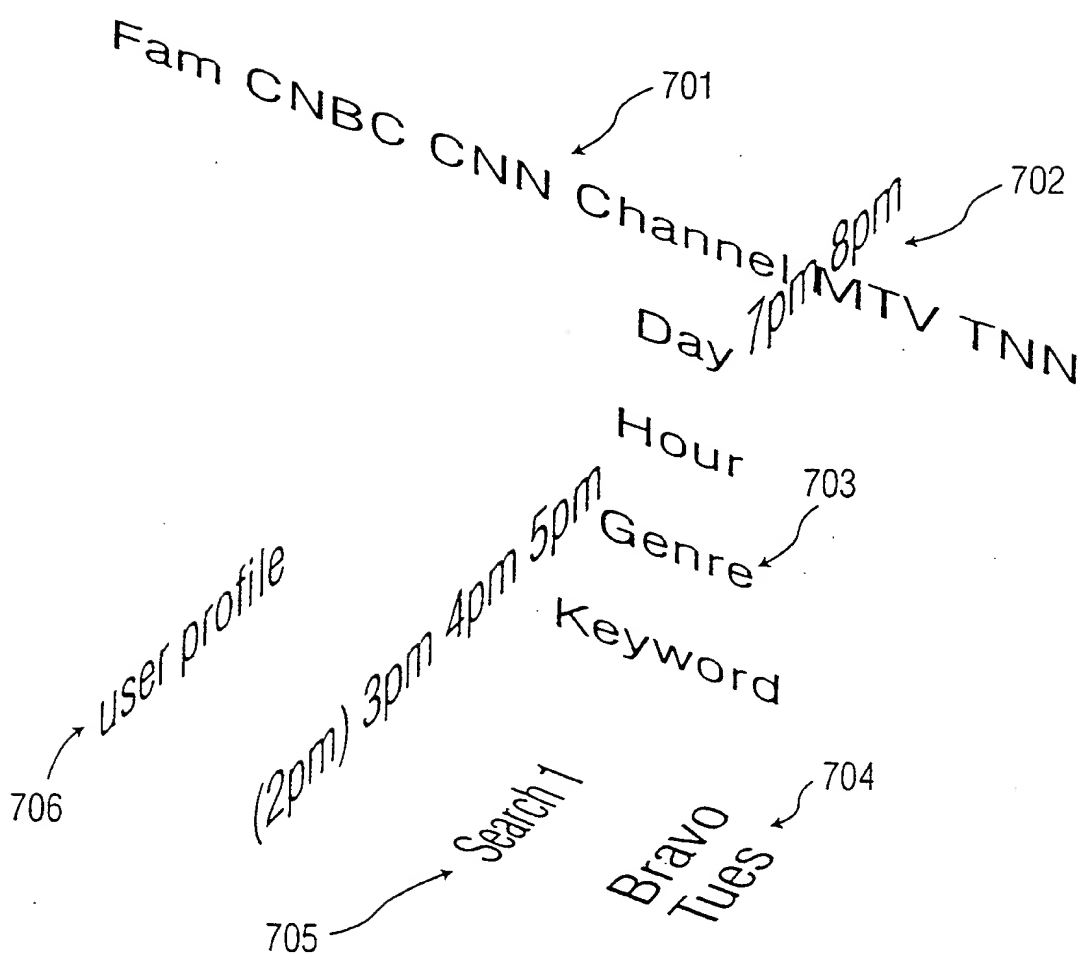 701
Fam CNBC CNN Channel MTV TNN
702
7pm 8pm
Day
Hour
703
Genre
Keyword
(2pm) 3pm 4pm 5pm
user profile
706
704
Search 1
Bravo
Tues
705